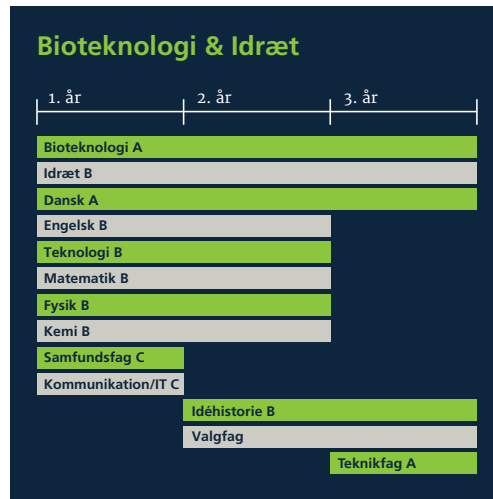 Bioteknologi & Idræt
1. år 2. år 3. år
Bioteknologi A
Idræt B
Dansk A
Engelsk B
Teknologi B
Matematik B
Fysik B
Kemi B
Samfundsfag C
Kommunikation/IT C
Idéhistorie B
Valgfag
Teknikfag A